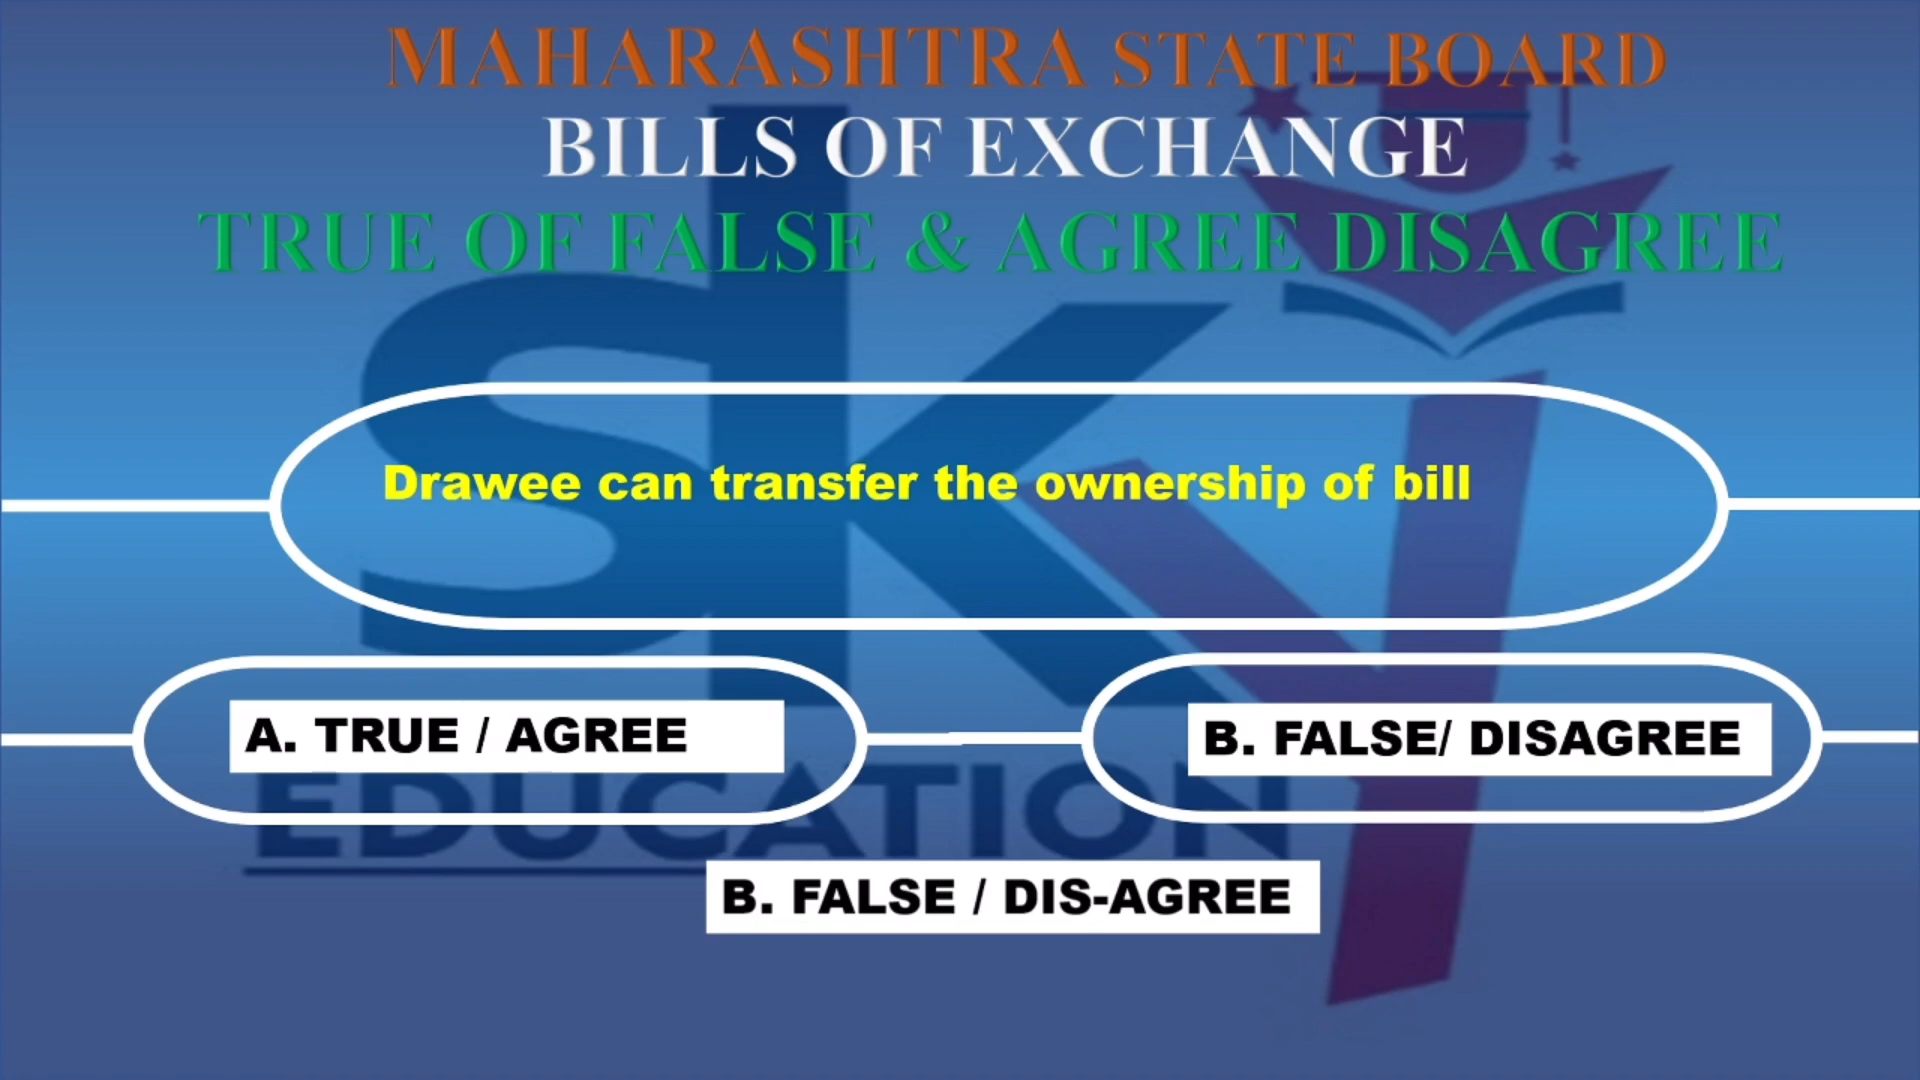 MAHARASHTRA STATE BOARD
BILLS OF EXCHANGE
TRUE OF FALSE & AGREE DISAGREE
Drawee can transfer the ownership of bill
A. TRUE / AGREE
B. FALSE/ DISAGREE
B. FALSE / DIS-AGREE
sky
EDUCATION